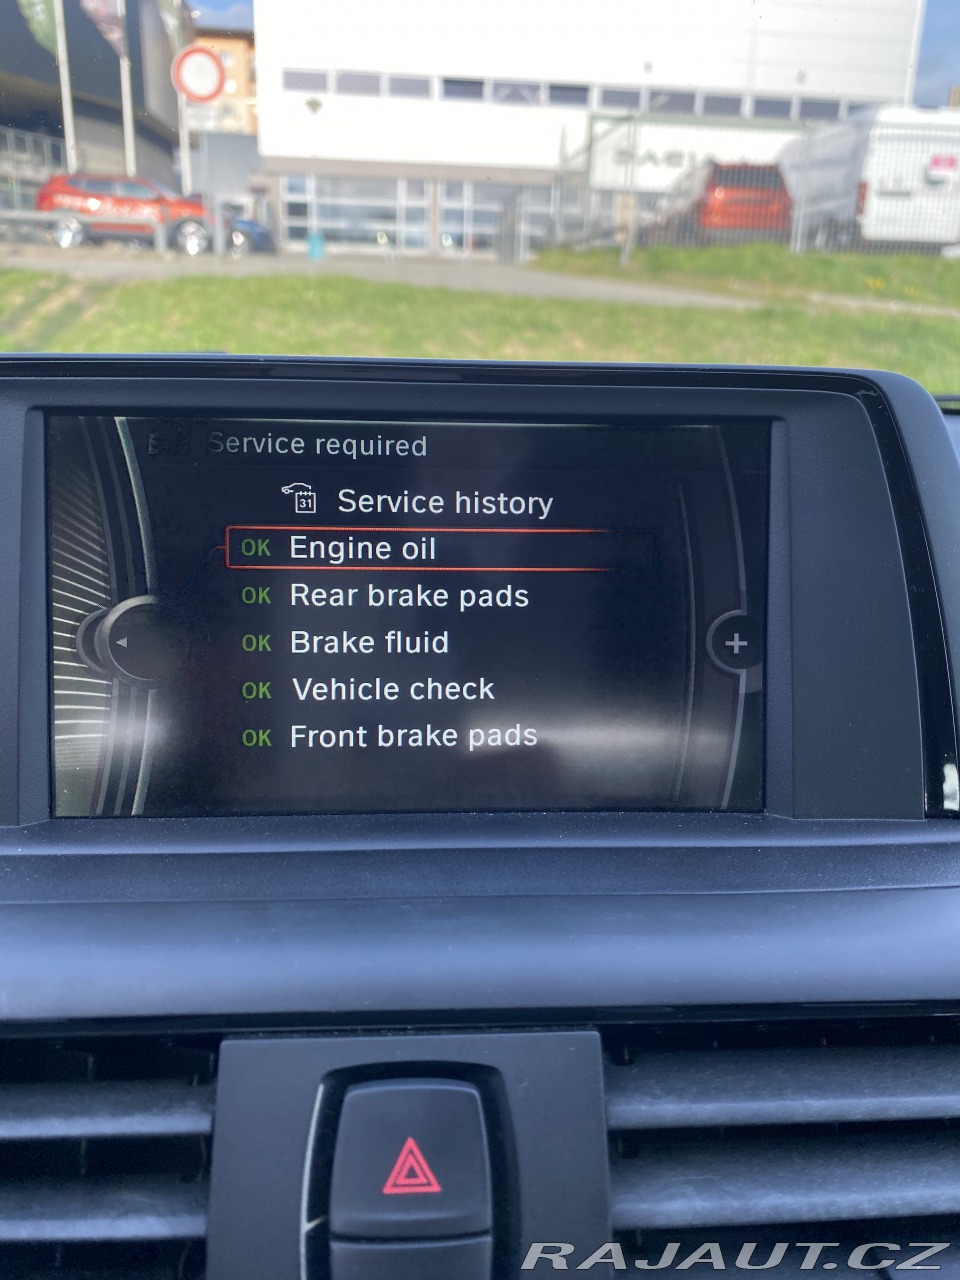 Service required
31
Service history
OK Engine oil
OK Rear brake pads
OK Brake fluid
OK Vehicle check
OK Front brake pads
RAJAUT.CZ